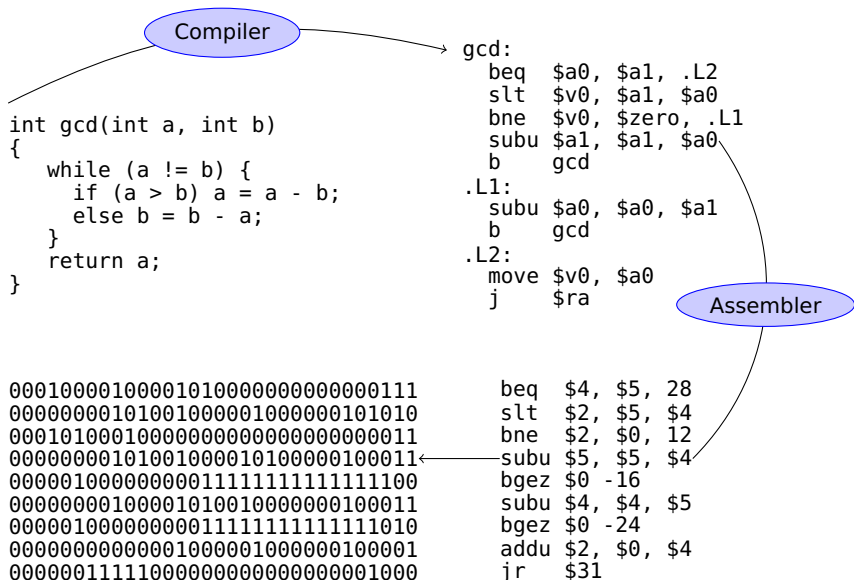 Compiler
int gcd(int a, int b)
{
while (a != b) {
if (a > b) a = a - b;
else b = b - a;
}
return a;
}
gcd:
beq $a0, $a1, .L2
slt $v0, $a1, $a0
bne $v0, $zero, .L1
subu $a1, $a1, $a0
b gcd
.L1:
subu $a0, $a0, $a1
b gcd
.L2:
move $v0, $a0
j $ra
Assembler
00010000100001010000000000000111
00000000101001000001000000101010
00010100010000000000000000000011
00000000101001000010100000100011
00000100000000011111111111111100
00000000100001010010000000100011
00000100000000011111111111111010
00000000000001000001000000100001
00000011111000000000000000001000
beq $4, $5, 28
slt $2, $5, $4
bne $2, $0, 12
subu $5, $5, $4
bgez $0 -16
subu $4, $4, $5
bgez $0 -24
addu $2, $0, $4
jr $31